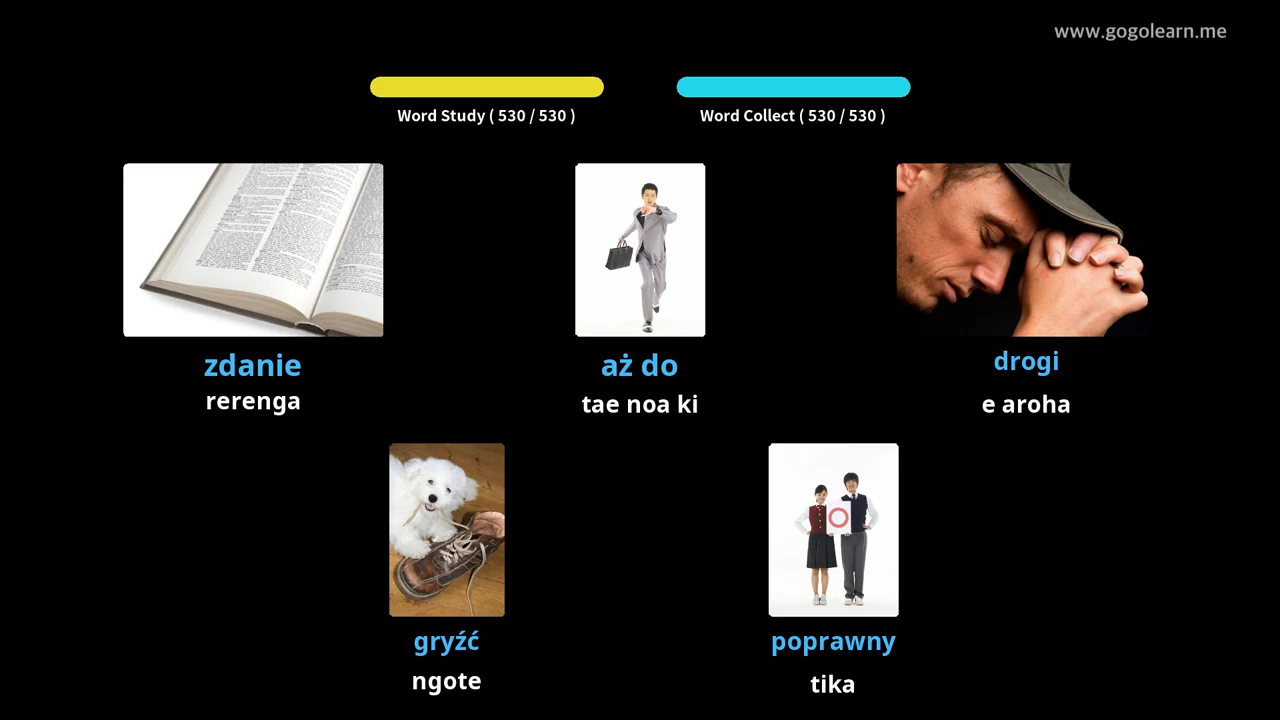 www.gogolearn.me
Word Study ( 530 / 530 )
Word Collect ( 530 / 530 )
zdanie
rerenga
aż do
tae noa ki
drogi
e aroha
gryźć
ngote
poprawny
tika